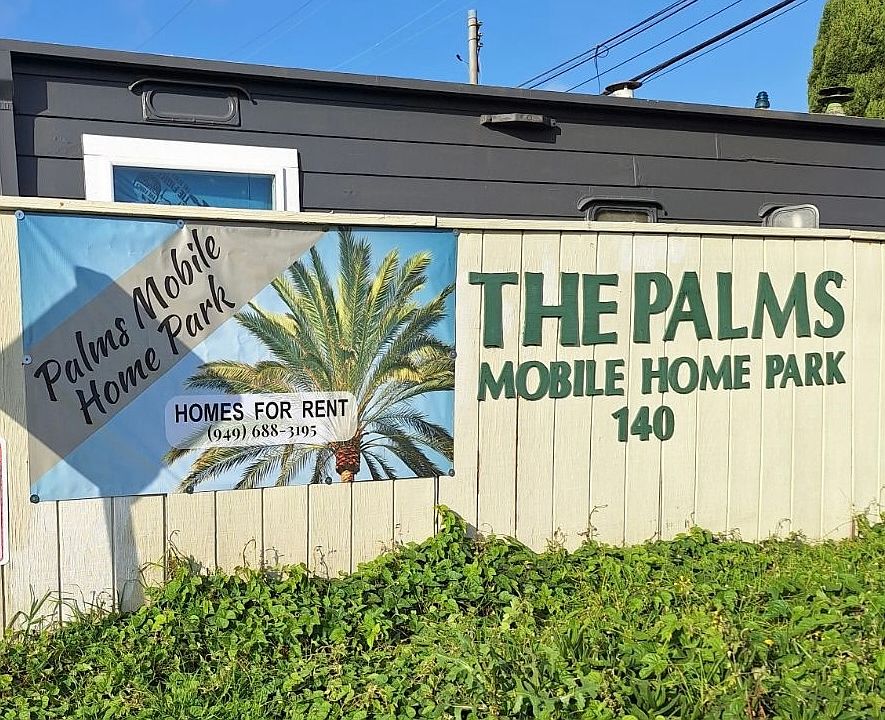 Palms Mobile
Home Park
HOMES FOR RENT
(949) 688-3195
THE PALMS
MOBILE HOME PARK
140